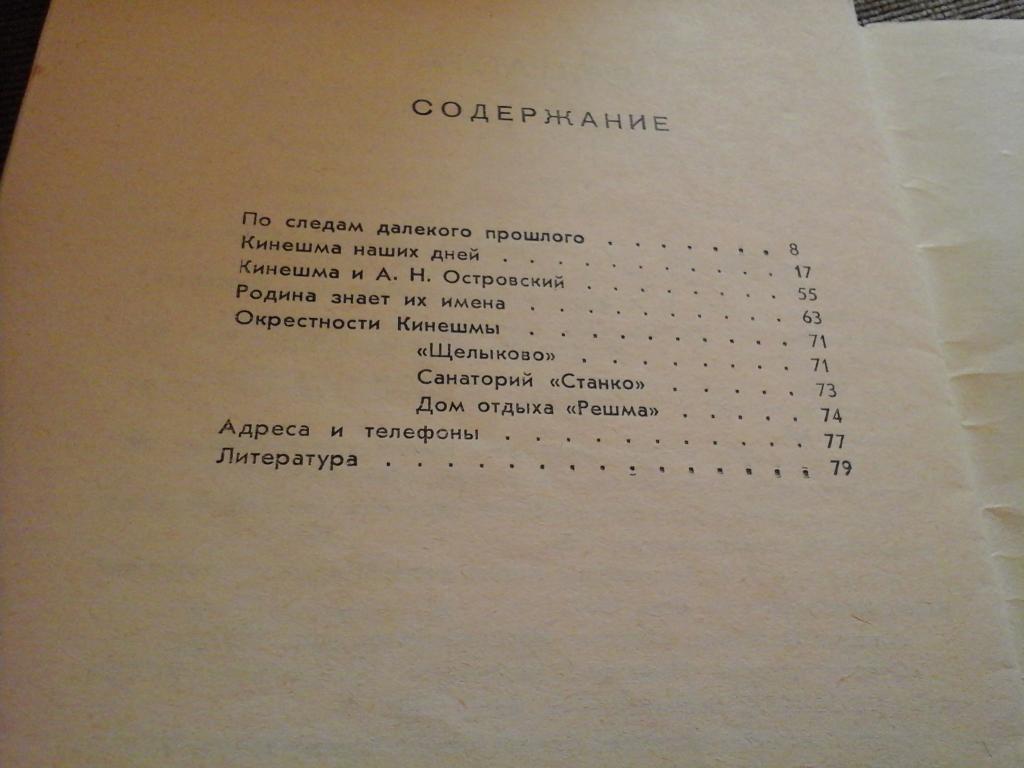 СОДЕРЖАНИЕ
По следам далекого прошлого . . . . . . . 8
Кинешма наших дней . . . . . . . . . . . 17
Кинешма и А. Н. Островский . . . . . . . . 55
Родина знает их имена . . . . . . . . . . 63
Окрестности Кинешмы . . . . . . . . . . 71
«Щелыково» . . . . . . . . 71
Санаторий «Станко» . . . . . 73
Дом отдыха «Решма» . . . . . 74
Адреса и телефоны . . . . . . . . . . . . 77
Литература . . . . . . . . . . . . . . . . 79